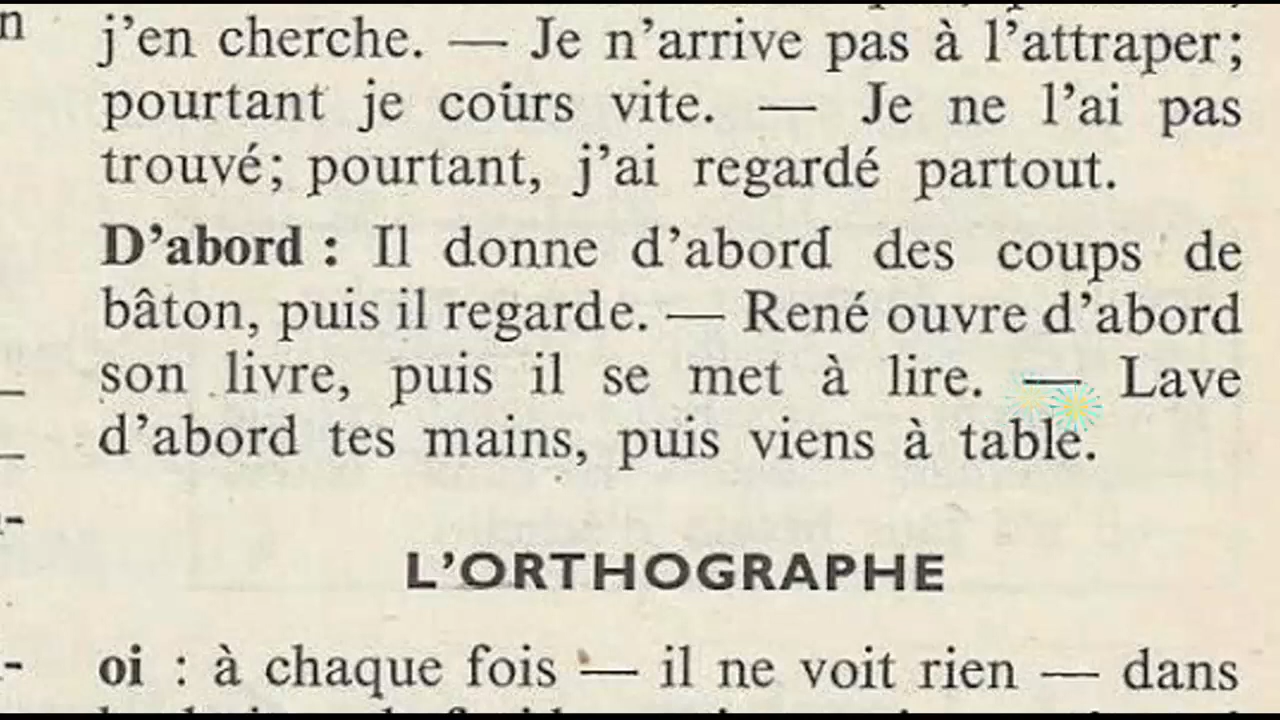 j'en cherche. — Je n'arrive pas à l'attraper;
pourtant je cours vite. — Je ne l'ai pas
trouvé; pourtant, j'ai regardé partout.
D'abord : Il donne d'abord des coups de
bâton, puis il regarde. — René ouvre d'abord
son livre, puis il se met à lire. — Lave
d'abord tes mains, puis viens à table.
L'ORTHOGRAPHE
oi : à chaque fois — il ne voit rien — dans